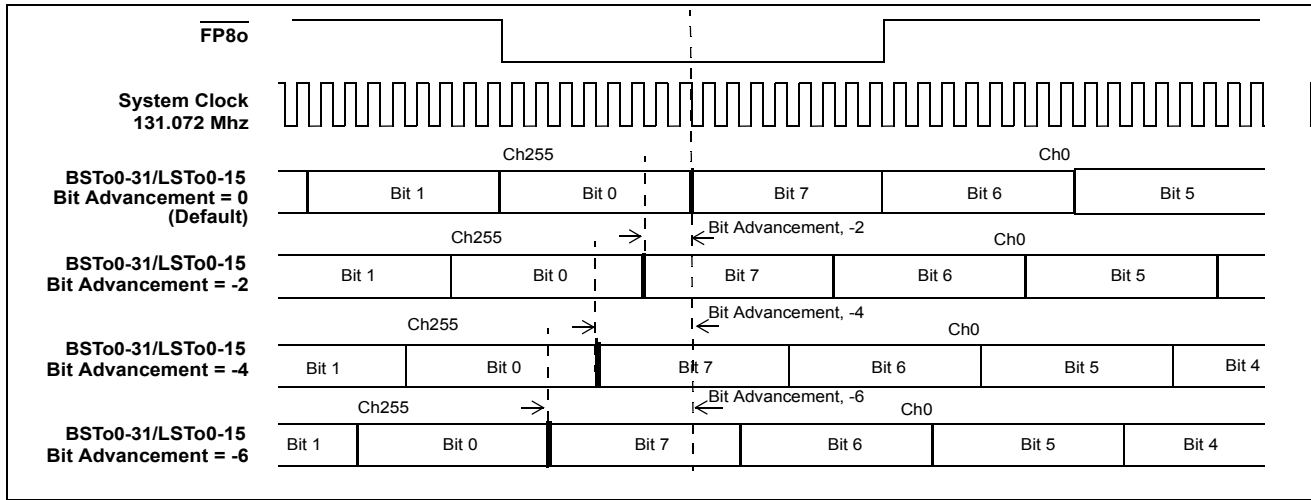 FP8o
System Clock
131.072 Mhz
Ch255
Ch0
BSTo0-31/LSTo0-15
Bit Advancement = 0
(Default)
Bit 1
Bit 0
Bit 7
Bit 6
Bit 5
Bit Advancement, -2
Ch255
Ch0
BSTo0-31/LSTo0-15
Bit Advancement = -2
Bit 1
Bit 0
Bit 7
Bit 6
Bit 5
Bit Advancement, -4
Ch255
Ch0
BSTo0-31/LSTo0-15
Bit Advancement = -4
Bit 1
Bit 0
Bit 7
Bit 6
Bit 5
Bit 4
Bit Advancement, -6
Ch255
Ch0
BSTo0-31/LSTo0-15
Bit Advancement = -6
Bit 1
Bit 0
Bit 7
Bit 6
Bit 5
Bit 4